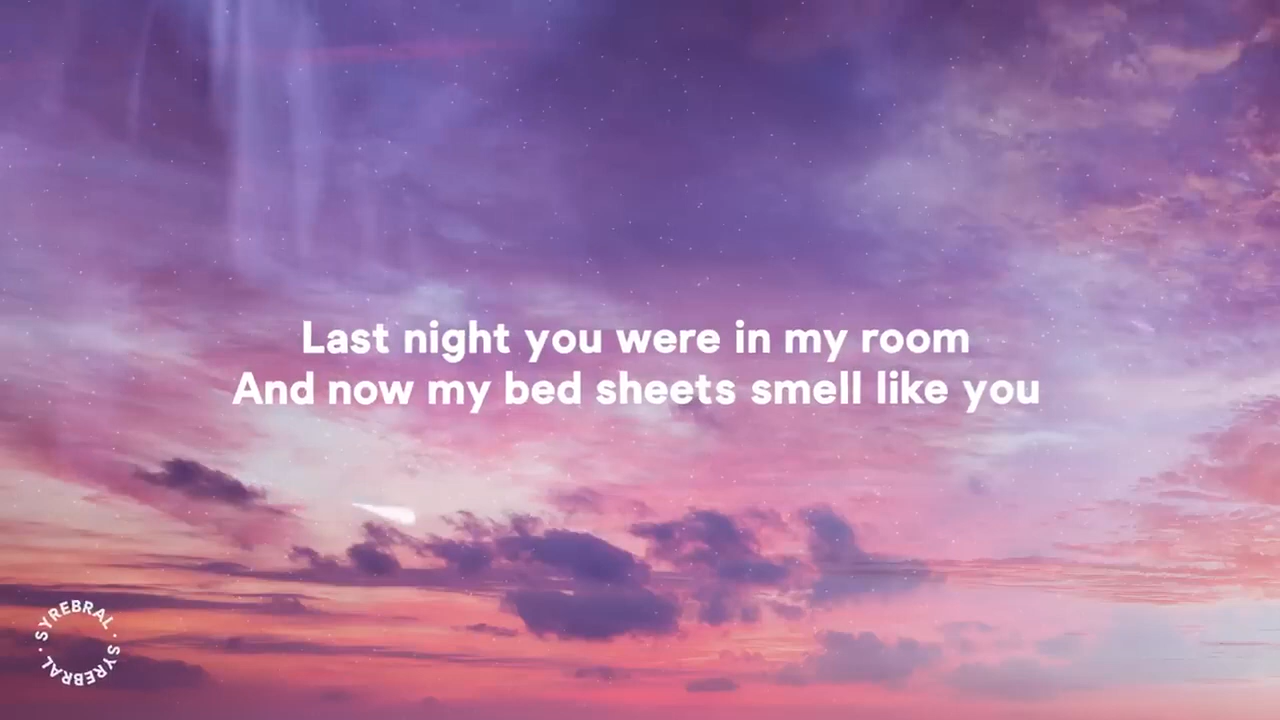 Last night you were in my room
And now my bed sheets smell like you
SYREBRAL · SYREBRAL ·